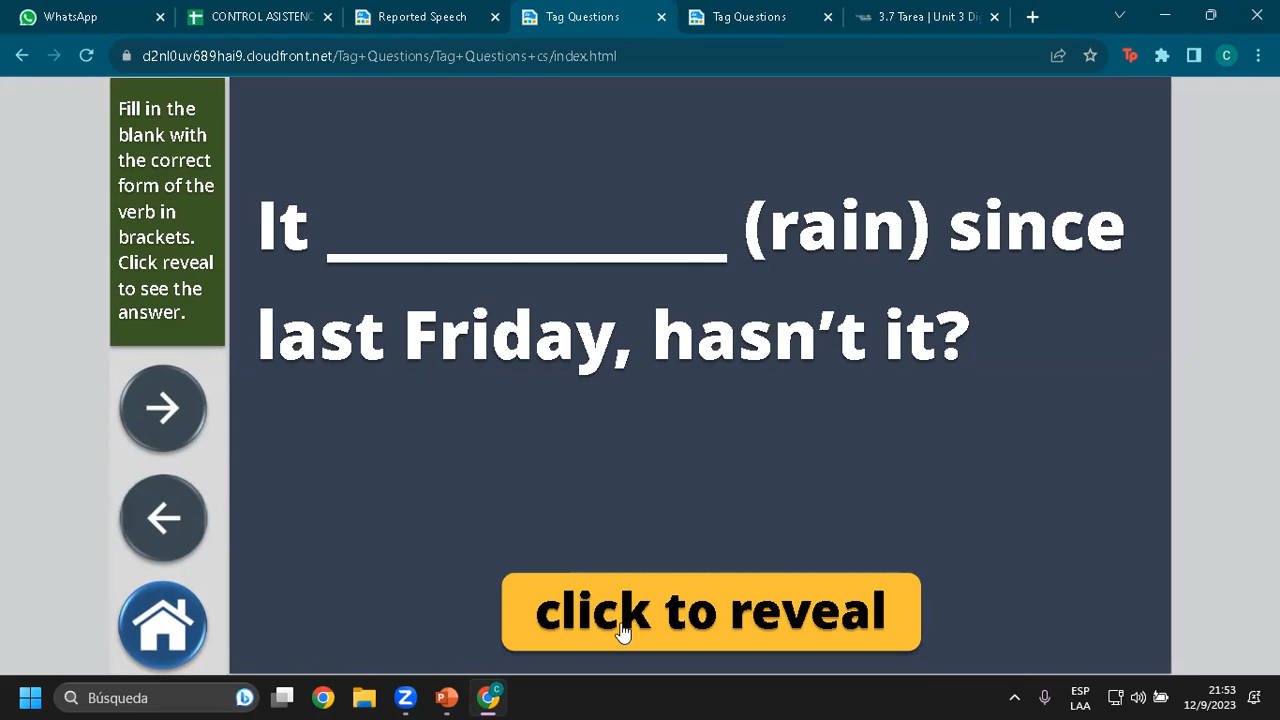 WhatsApp
CONTROL ASISTENC
Reported Speech
Tag Questions
Tag Questions
3.7 Tarea | Unit 3 Di
d2nl0uv689hai9.cloudfront.net/Tag+Questions/Tag+Questions+cs/index.html
Tp
C
Fill in the
blank with
the correct
form of the
verb in
brackets.
Click reveal
to see the
answer.
It ______________ (rain) since
last Friday, hasn’t it?
click to reveal
Búsqueda
C
ESP
LAA
21:53
12/9/2023